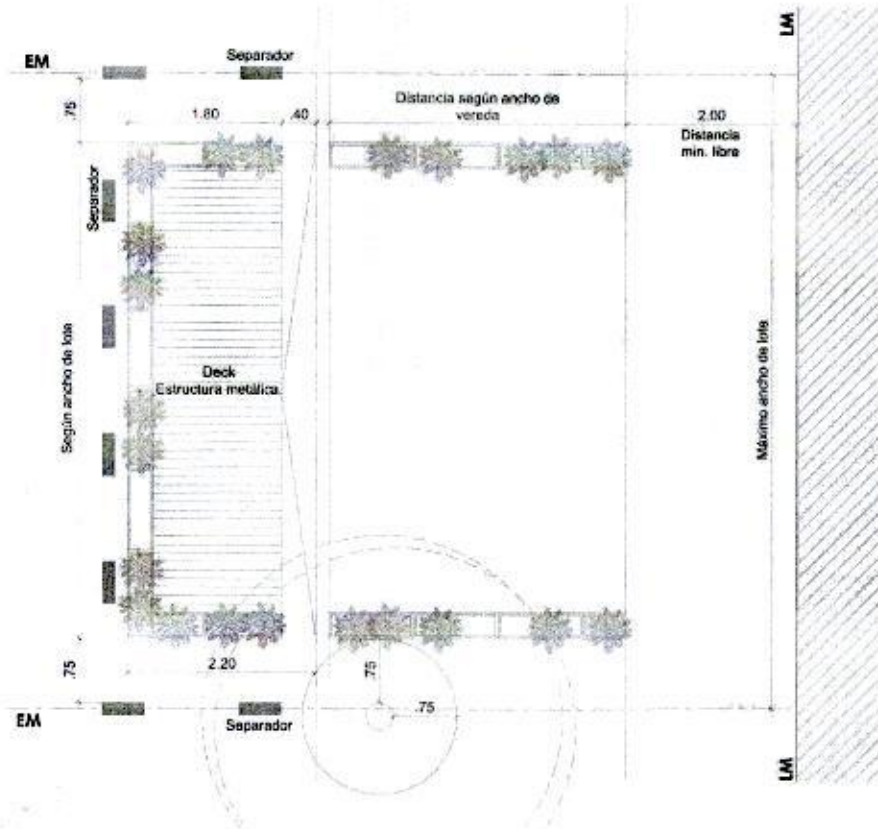 LM
EM
Separador
.75
1.80
.40
Distancia según ancho de
vereda
2.00
Distancia
min. libre
Separador
Según ancho de lote
Deck
Estructura metálica
Máximo ancho de lote
.75
2.20
.75
.75
EM
Separador
LM